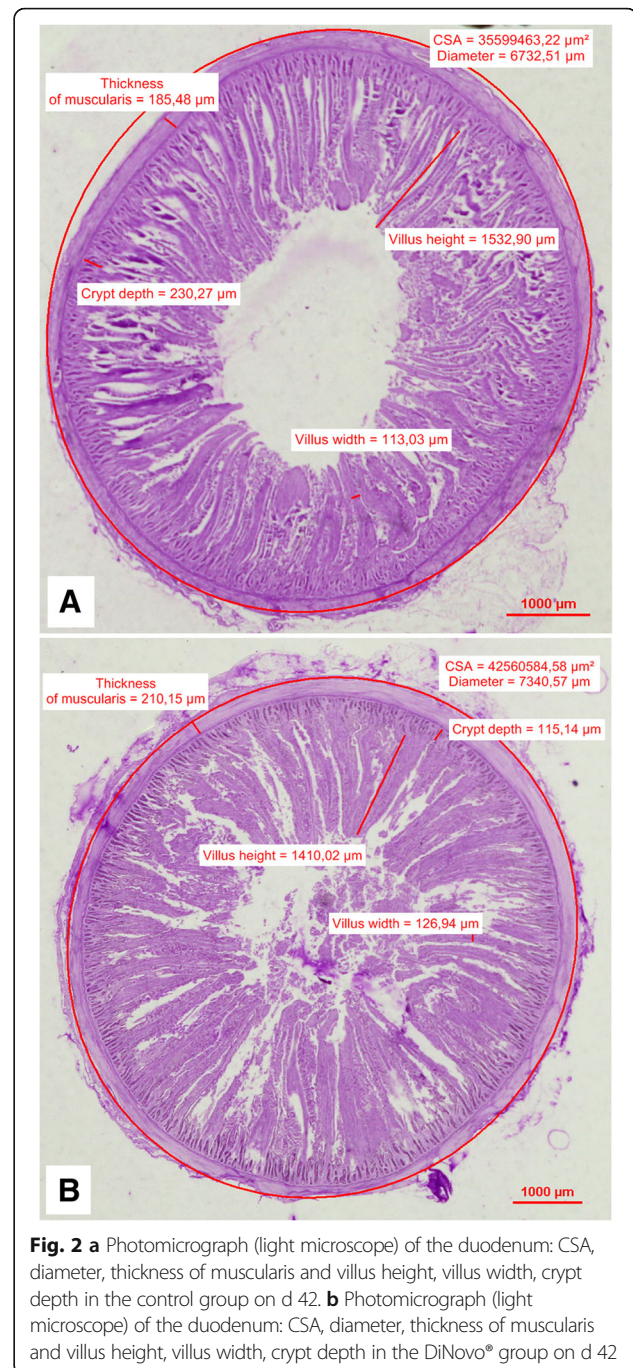 CSA = 35599463,22 µm²
Diameter = 6732,51 µm
Thickness
of muscularis = 185,48 µm
Villus height = 1532,90 µm
Crypt depth = 230,27 µm
Villus width = 113,03 µm
A
1000 µm
CSA = 42560584,58 µm²
Diameter = 7340,57 µm
Thickness
of muscularis = 210,15 µm
Crypt depth = 115,14 µm
Villus height = 1410,02 µm
Villus width = 126,94 µm
B
1000 µm
Fig. 2 a Photomicrograph (light microscope) of the duodenum: CSA,
diameter, thickness of muscularis and villus height, villus width, crypt
depth in the control group on d 42. b Photomicrograph (light
microscope) of the duodenum: CSA, diameter, thickness of muscularis
and villus height, villus width, crypt depth in the DiNovo® group on d 42